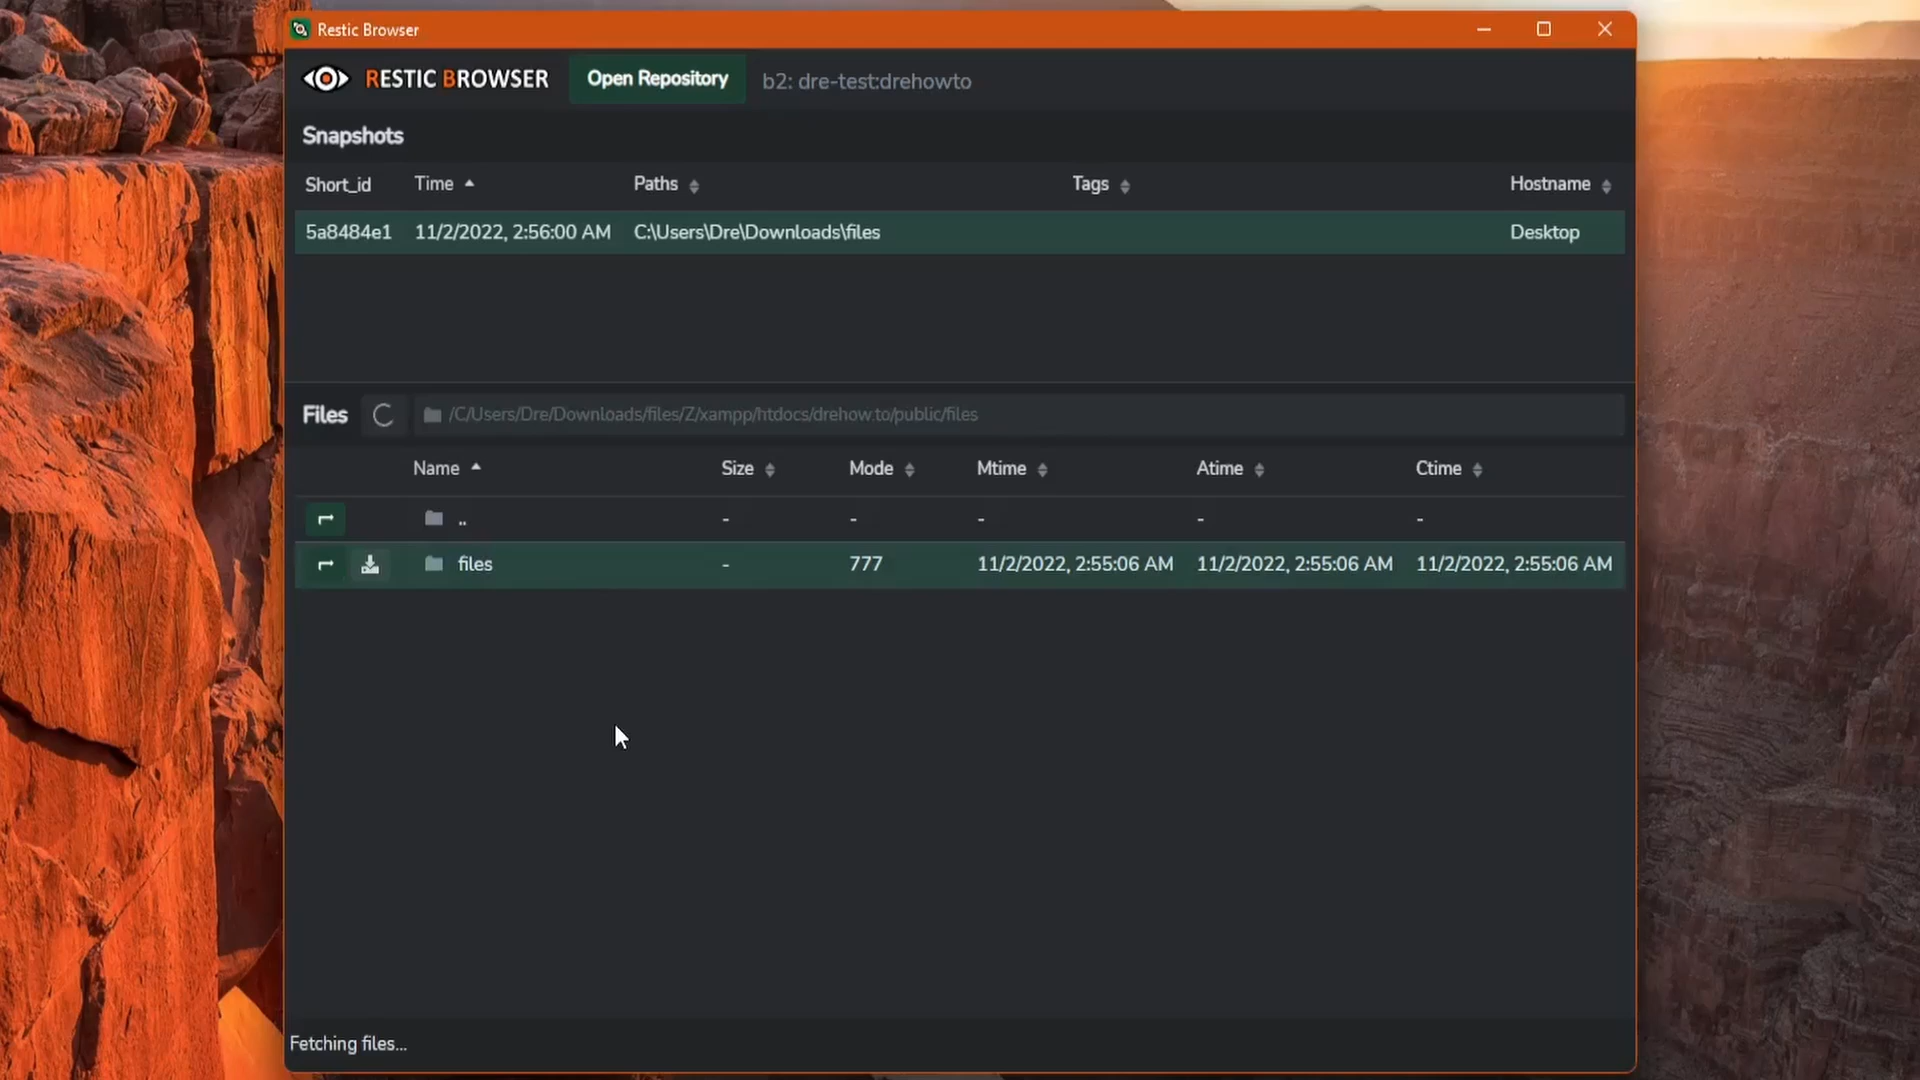 Restic Browser
RESTIC BROWSER Open Repository b2: dre-test:drehowto
Snapshots
Short_id Time Paths Tags Hostname
5a8484e1 11/2/2022, 2:56:00 AM C:\Users\Dre\Downloads\files Desktop
Files /C/Users/Dre/Downloads/files/Z/xampp/htdocs/drehow.to/public/files
Name Size Mode Mtime Atime Ctime
.. - - - - -
files - 777 11/2/2022, 2:55:06 AM 11/2/2022, 2:55:06 AM 11/2/2022, 2:55:06 AM
Fetching files...